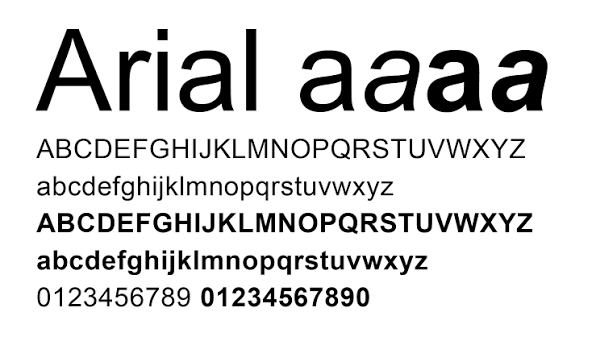 Arial aaaa
ABCDEFGHIJKLMNOPQRSTUVWXYZ
abcdefghijklmnopqrstuvwxyz
ABCDEFGHIJKLMNOPQRSTUVWXYZ
abcdefghijklmnopqrstuvwxyz
0123456789 01234567890